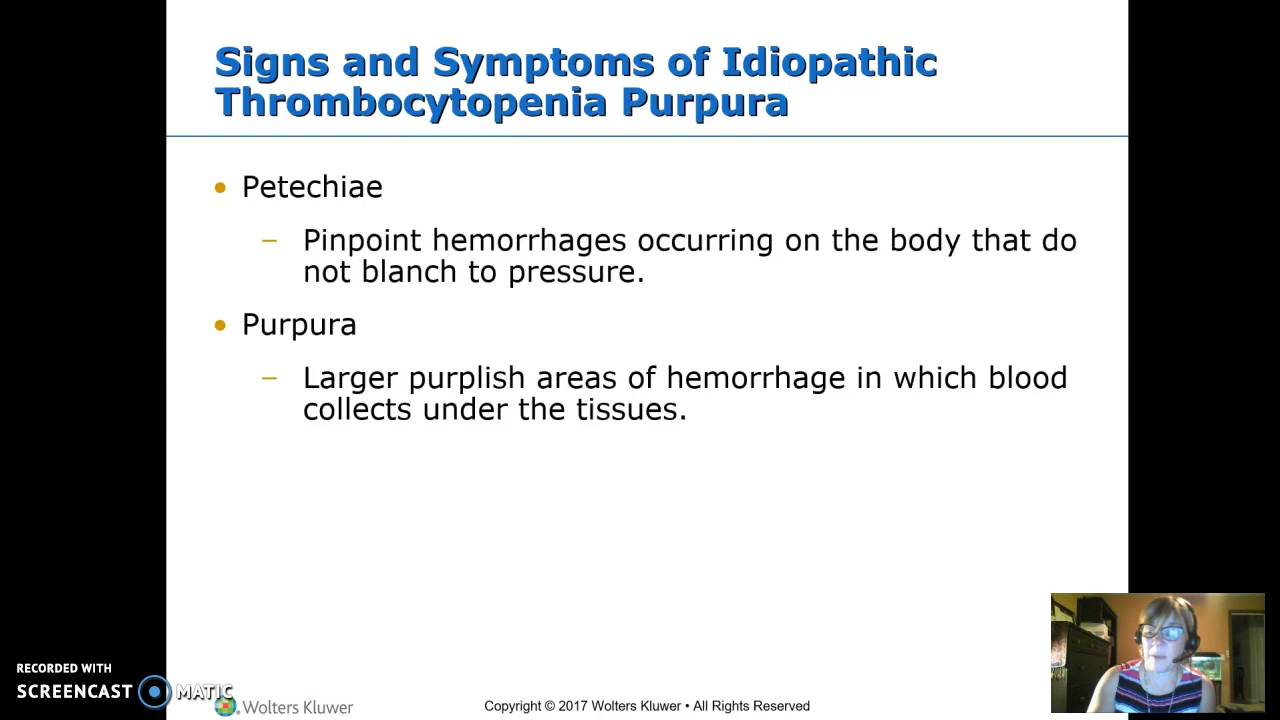 Signs and Symptoms of Idiopathic
Thrombocytopenia Purpura
• Petechiae
– Pinpoint hemorrhages occurring on the body that do
not blanch to pressure.
• Purpura
– Larger purplish areas of hemorrhage in which blood
collects under the tissues.
RECORDED WITH
SCREENCAST MATIC
Wolters Kluwer
Copyright © 2017 Wolters Kluwer • All Rights Reserved